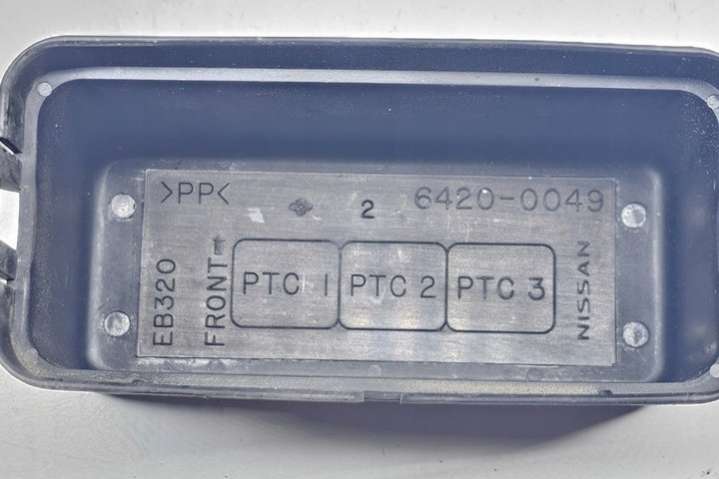 >PP<
2
6420-0049
EB320
FRONT
PTC 1
PTC 2
PTC 3
NISSAN